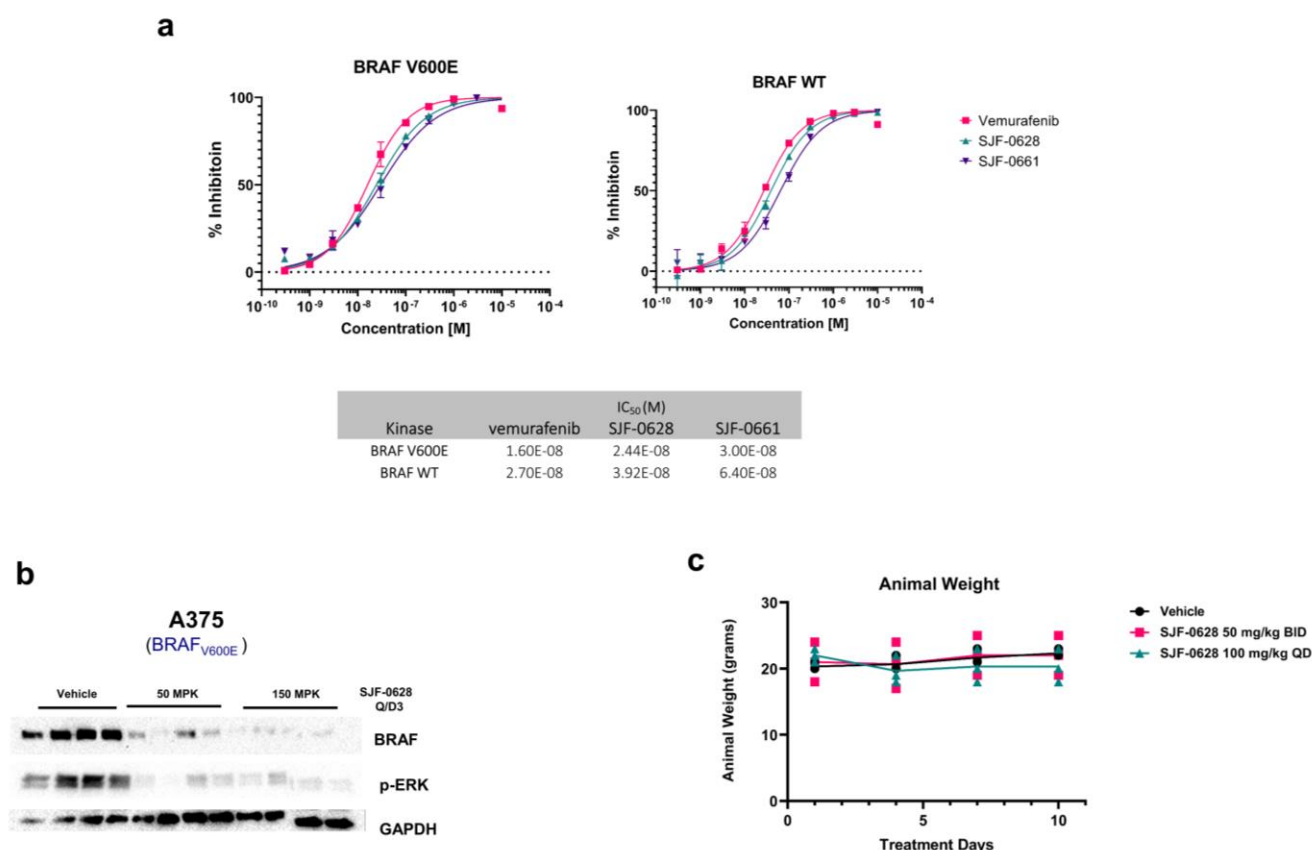 a
BRAF V600E
% Inhibitoin
100
50
0
10-10
10-9
10-8
10-7
10-6
10-5
10-4
Concentration [M]
BRAF WT
% Inhibitoin
100
50
0
10-10
10-9
10-8
10-7
10-6
10-5
10-4
Concentration [M]
Vemurafenib
SJF-0628
SJF-0661
IC50 (M)
Kinase vemurafenib SJF-0628 SJF-0661
BRAF V600E 1.60E-08 2.44E-08 3.00E-08
BRAF WT 2.70E-08 3.92E-08 6.40E-08
b
A375
(BRAFV600E )
Vehicle 50 MPK 150 MPK SJF-0628
Q/D3
BRAF
p-ERK
GAPDH
c
Animal Weight
Animal Weight (grams)
30
20
10
0
0 5 10
Treatment Days
Vehicle
SJF-0628 50 mg/kg BID
SJF-0628 100 mg/kg QD